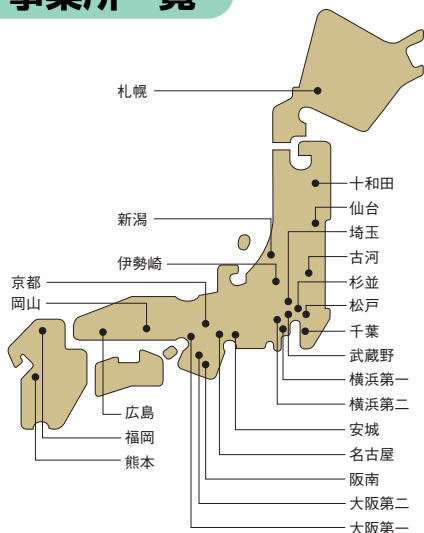 事業所一覧
札幌
十和田
仙台
新潟
埼玉
伊勢崎
古河
京都
杉並
岡山
松戸
千葉
武蔵野
横浜第一
横浜第二
広島
安城
福岡
名古屋
熊本
阪南
大阪第二
大阪第一